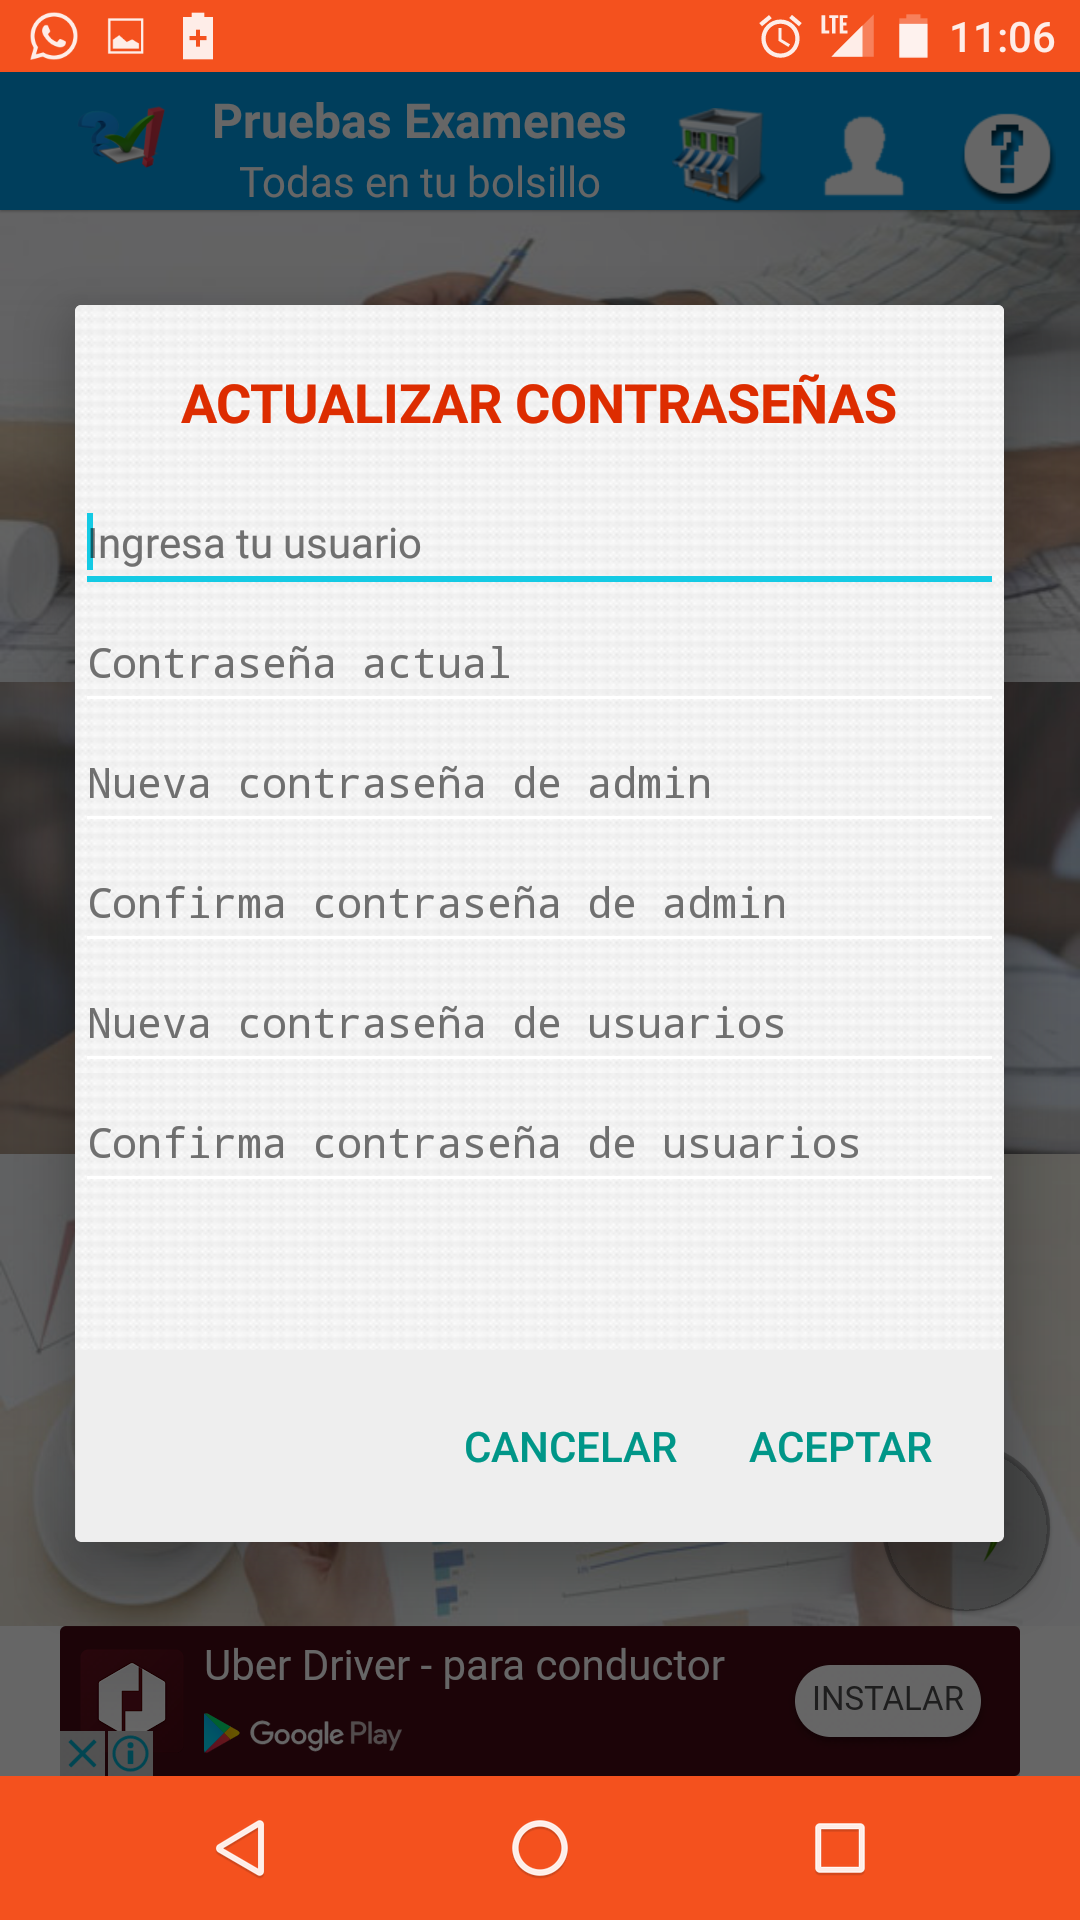 LTE 11:06
Pruebas Examenes
Todas en tu bolsillo
ACTUALIZAR CONTRASEÑAS
Ingresa tu usuario
Contraseña actual
Nueva contraseña de admin
Confirma contraseña de admin
Nueva contraseña de usuarios
Confirma contraseña de usuarios
CANCELAR ACEPTAR
Uber Driver - para conductor
INSTALAR
Google Play